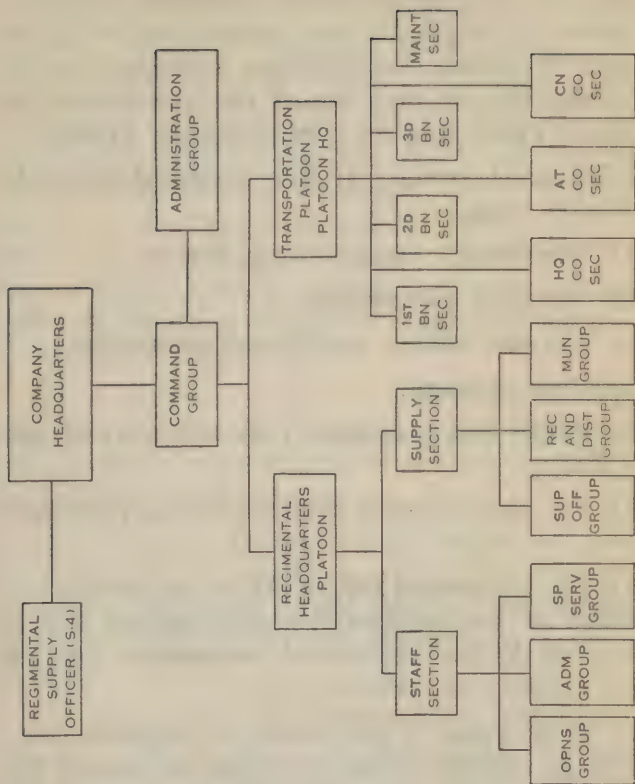 COMPANY
HEADQUARTERS
REGIMENTAL
SUPPLY
OFFICER (S-4)
COMMAND
GROUP
ADMINISTRATION
GROUP
REGIMENTAL
HEADQUARTERS
PLATOON
TRANSPORTATION
PLATOON
PLATOON HQ
STAFF
SECTION
SUPPLY
SECTION
1ST
BN
SEC
2D
BN
SEC
3D
BN
SEC
MAINT
SEC
OPNS
GROUP
ADM
GROUP
SP
SERV
GROUP
SUP
OFF
GROUP
REC
AND
DIST
GROUP
MUN
GROUP
HQ
CO
SEC
AT
CO
SEC
CN
CO
SEC